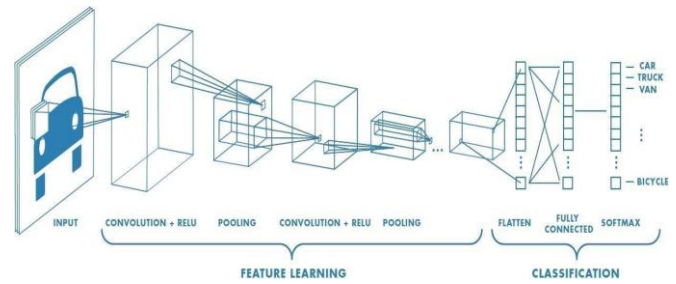 CAR
TRUCK
VAN
BICYCLE
INPUT CONVOLUTION + RELU POOLING CONVOLUTION + RELU POOLING FLATTEN FULLY CONNECTED SOFTMAX
FEATURE LEARNING CLASSIFICATION